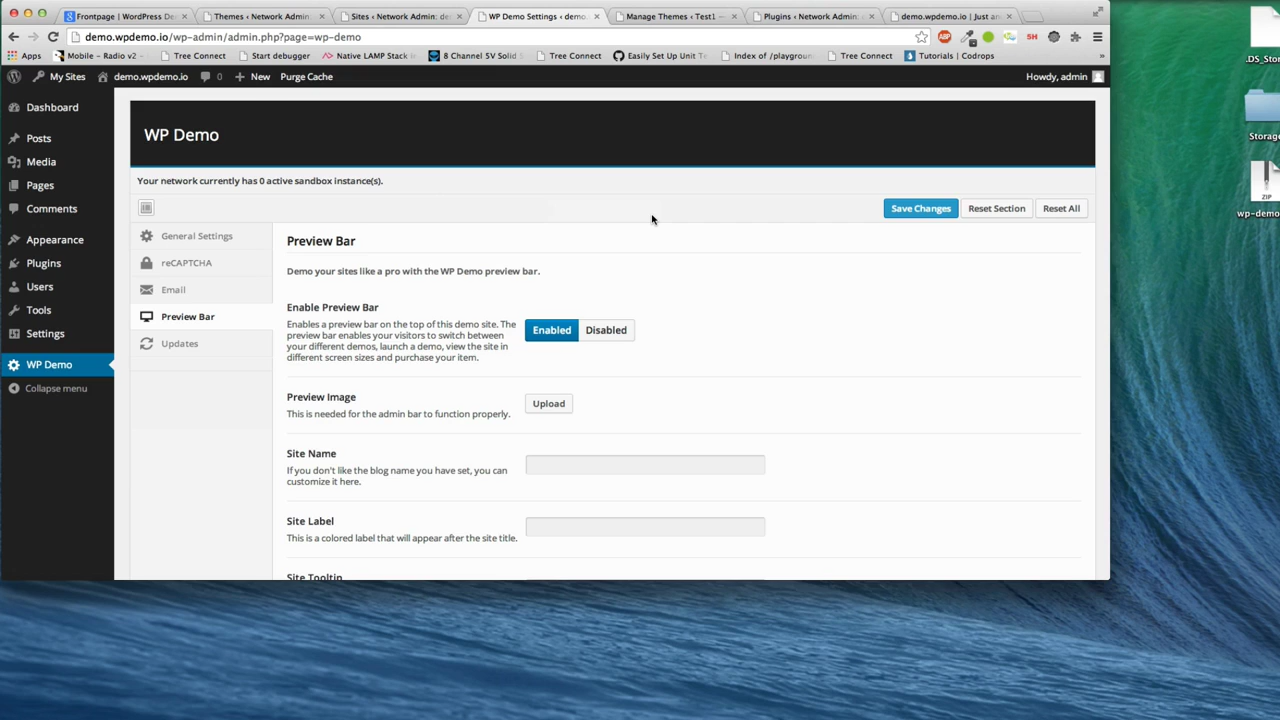 Frontpage | WordPress De
Themes < Network Admin:
Sites < Network Admin: de
WP Demo Settings < demo.
Manage Themes < Test1 —
Plugins < Network Admin: d
demo.wpdemo.io | Just an
demo.wpdemo.io/wp-admin/admin.php?page=wp-demo
ABP
5H
Apps
Mobile – Radio v2 –
Tree Connect
Start debugger
Native LAMP Stack
8 Channel 5V Solid S
Tree Connect
Easily Set Up Unit Te
Index of /playgroun
Tree Connect
Tutorials | Codrops
»
My Sites
demo.wpdemo.io
0
New
Purge Cache
Howdy, admin
Dashboard
Posts
Media
Pages
Comments
Appearance
Plugins
Users
Tools
Settings
WP Demo
Collapse menu
WP Demo
Your network currently has 0 active sandbox instance(s).
Save Changes
Reset Section
Reset All
General Settings
reCAPTCHA
Email
Preview Bar
Updates
Preview Bar
Demo your sites like a pro with the WP Demo preview bar.
Enable Preview Bar
Enables a preview bar on the top of this demo site. The
preview bar enables your visitors to switch between
your different demos, launch a demo, view the site in
different screen sizes and purchase your item.
Enabled
Disabled
Preview Image
This is needed for the admin bar to function properly.
Upload
Site Name
If you don't like the blog name you have set, you can
customize it here.
Site Label
This is a colored label that will appear after the site title.
Site Tooltip
.DS_Stor
Storage
ZIP
wp-demo